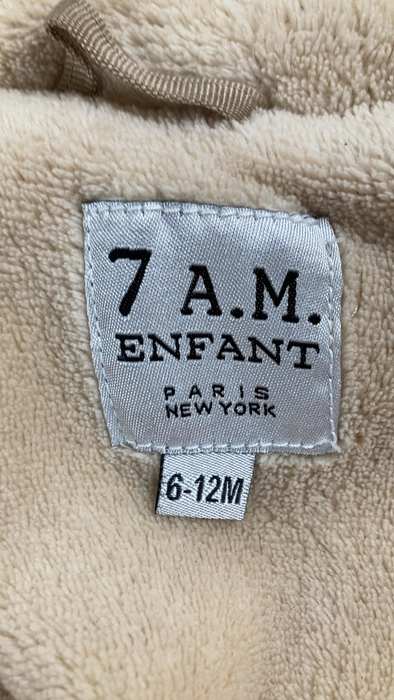 7 A.M.
ENFANT
PARIS
NEW YORK
6-12M